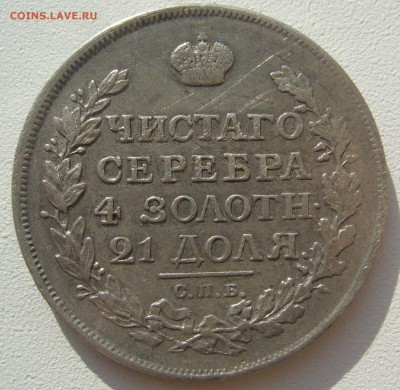 COINS.LAVE.RU
ЧИСТАГО
СЕРЕБРА
4 ЗОЛОТН·
21 ДОЛЯ.
С.П.Б.